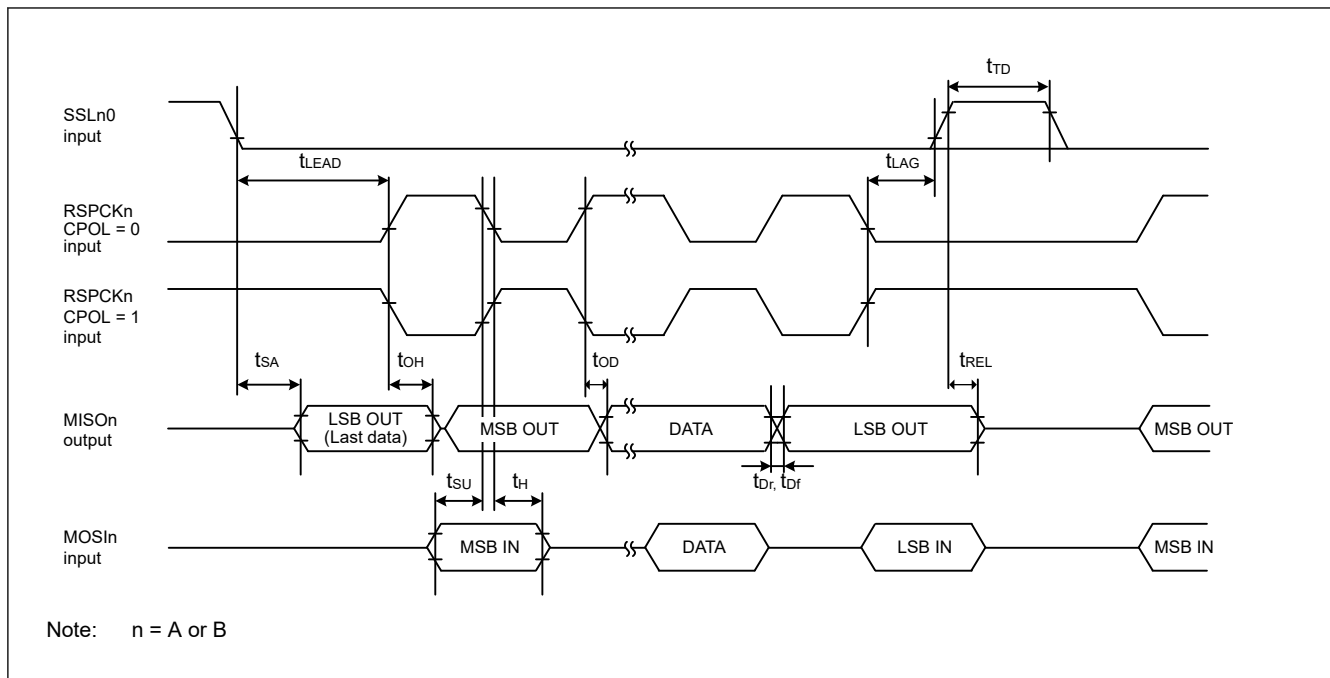 tTD
SSLn0
input
tLEAD
tLAG
RSPCKn
CPOL = 0
input
RSPCKn
CPOL = 1
input
tSA
tOH
tOD
tREL
MISOn
output
LSB OUT
(Last data)
MSB OUT
DATA
LSB OUT
MSB OUT
tSU
tH
tDr, tDf
MOSIn
input
MSB IN
DATA
LSB IN
MSB IN
Note: n = A or B